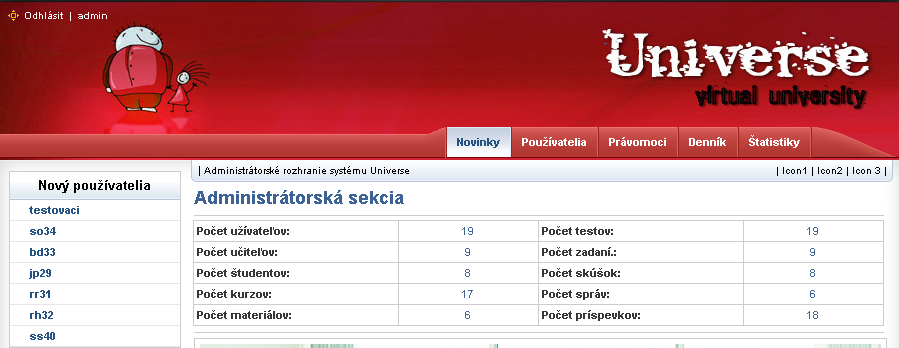 Odhlásiť | admin
Universe
virtual university
Novinky Používatelia Právomoci Denník Štatistiky
| Administrátorské rozhranie systému Universe | Icon1 | Icon2 | Icon 3 |
Nový používatelia
testovaci
so34
bd33
jp29
rr31
rh32
ss40
Administrátorská sekcia
Počet užívateľov: 19 Počet testov: 19
Počet učiteľov: 9 Počet zadaní.: 9
Počet študentov: 8 Počet skúšok: 8
Počet kurzov: 17 Počet správ: 6
Počet materiálov: 6 Počet príspevkov: 18